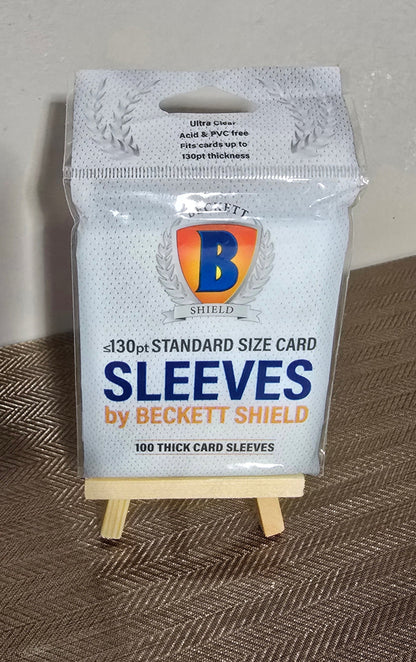 Ultra Clear
Acid & PVC free
Fits cards up to
130pt thickness
BECKETT
B
SHIELD
≤130pt STANDARD SIZE CARD
SLEEVES
by BECKETT SHIELD
100 THICK CARD SLEEVES